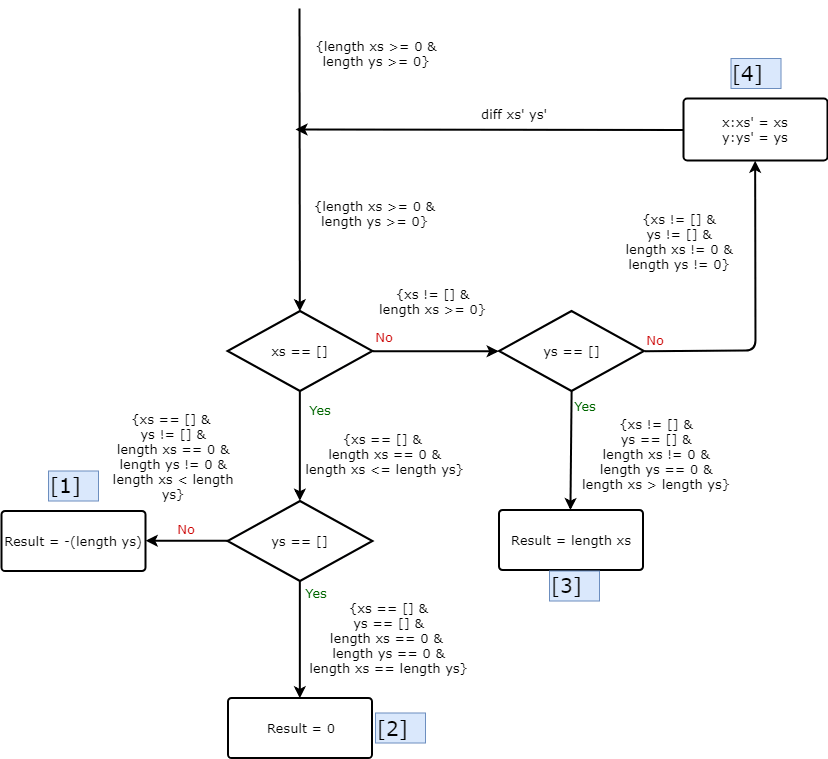 {length xs >= 0 &
length ys >= 0}
[4]
diff xs' ys'
x:xs' = xs
y:ys' = ys
{length xs >= 0 &
length ys >= 0}
{xs != [] &
ys != [] &
length xs != 0 &
length ys != 0}
{xs != [] &
length xs >= 0}
xs == []
No
ys == []
No
Yes
Yes
{xs == [] &
ys != [] &
length xs == 0 &
length ys != 0 &
length xs < length
ys}
{xs == [] &
length xs == 0 &
length xs <= length ys}
{xs != [] &
ys == [] &
length xs != 0 &
length ys == 0 &
length xs > length ys}
[1]
Result = -(length ys)
No
ys == []
Result = length xs
[3]
Yes
{xs == [] &
ys == [] &
length xs == 0 &
length ys == 0 &
length xs == length ys}
Result = 0
[2]